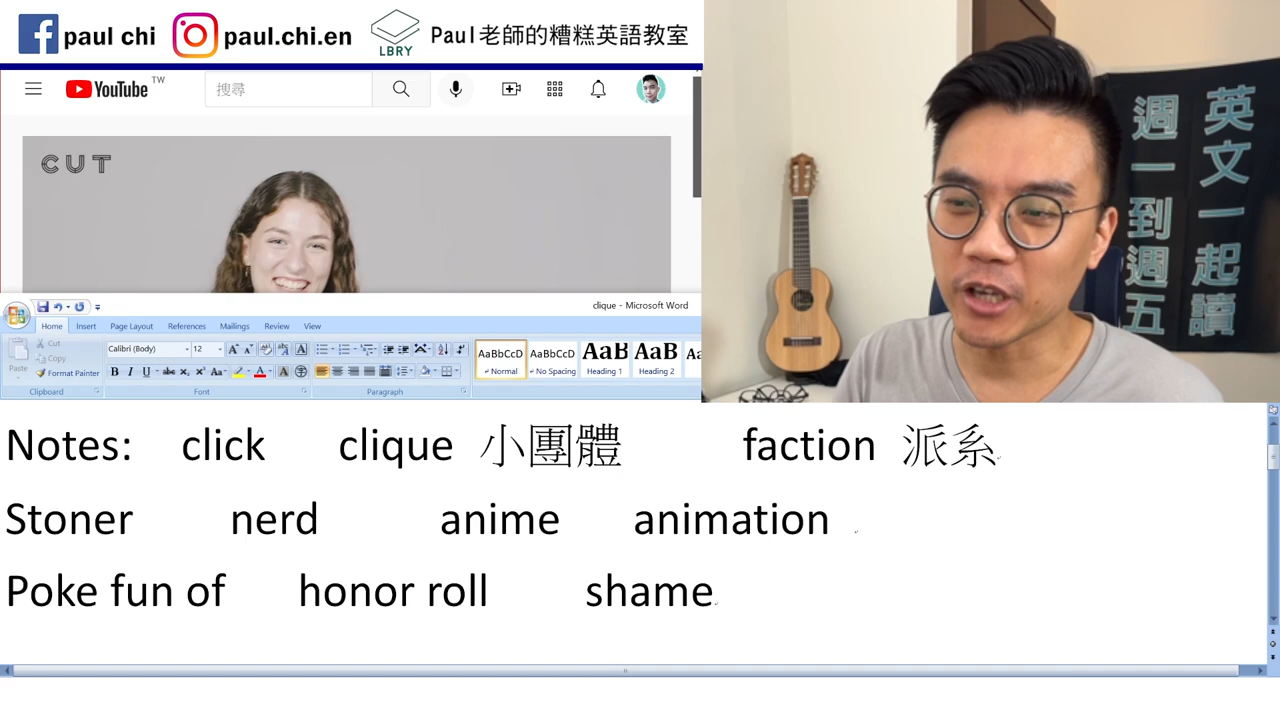 paul chi paul.chi.en LBRY Paul老師的糟糕英語教室
YouTube TW 搜尋
CUT
clique - Microsoft Word
Home Insert Page Layout References Mailings Review View
Cut
Copy
Format Painter
Paste
Calibri (Body) 12
AaBbCcD AaBbCcD AaBb AaBbC
Normal No Spacing Heading 1 Heading 2
Clipboard Font Paragraph
英文一起讀
週一到週五
Notes: click clique 小團體 faction 派系
Stoner nerd anime animation
Poke fun of honor roll shame